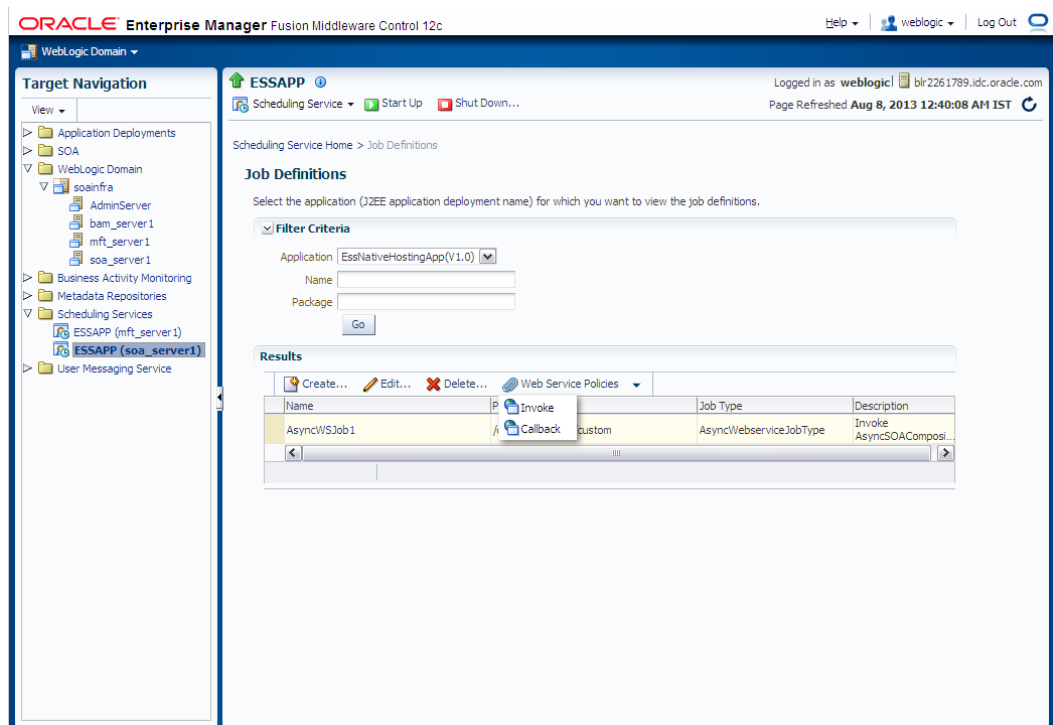 ORACLE Enterprise Manager Fusion Middleware Control 12c
Help weblogic Log Out
WebLogic Domain
Target Navigation
View
Application Deployments
SOA
WebLogic Domain
soainfra
AdminServer
bam_server1
mft_server1
soa_server1
Business Activity Monitoring
Metadata Repositories
Scheduling Services
ESSAPP (mft_server1)
ESSAPP (soa_server1)
User Messaging Service
ESSAPP
Logged in as weblogic blr2261789.idc.oracle.com
Scheduling Service Start Up Shut Down...
Page Refreshed Aug 8, 2013 12:40:08 AM IST
Scheduling Service Home > Job Definitions
Job Definitions
Select the application (J2EE application deployment name) for which you want to view the job definitions.
Filter Criteria
Application EssNativeHostingApp(V1.0)
Name
Package
Go
Results
Create... Edit... Delete... Web Service Policies
Name Job Type Description
Invoke
Callback
AsyncWSJob1 custom AsyncWebserviceJobType Invoke
AsyncSOAComposi...